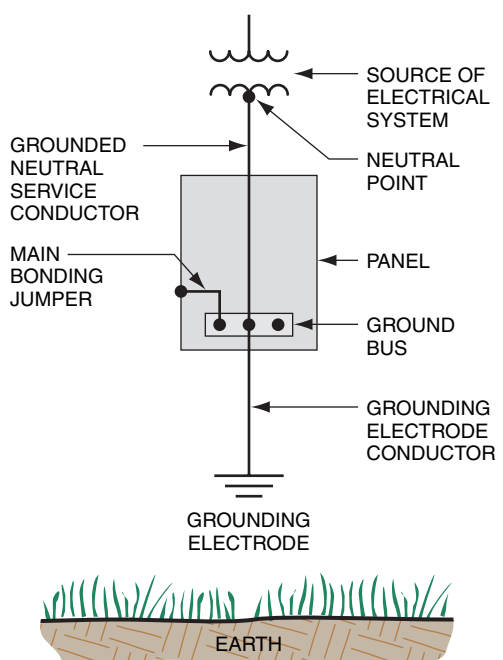 SOURCE OF
ELECTRICAL
SYSTEM
GROUNDED
NEUTRAL
SERVICE
CONDUCTOR
NEUTRAL
POINT
MAIN
BONDING
JUMPER
PANEL
GROUND
BUS
GROUNDING
ELECTRODE
CONDUCTOR
GROUNDING
ELECTRODE
EARTH